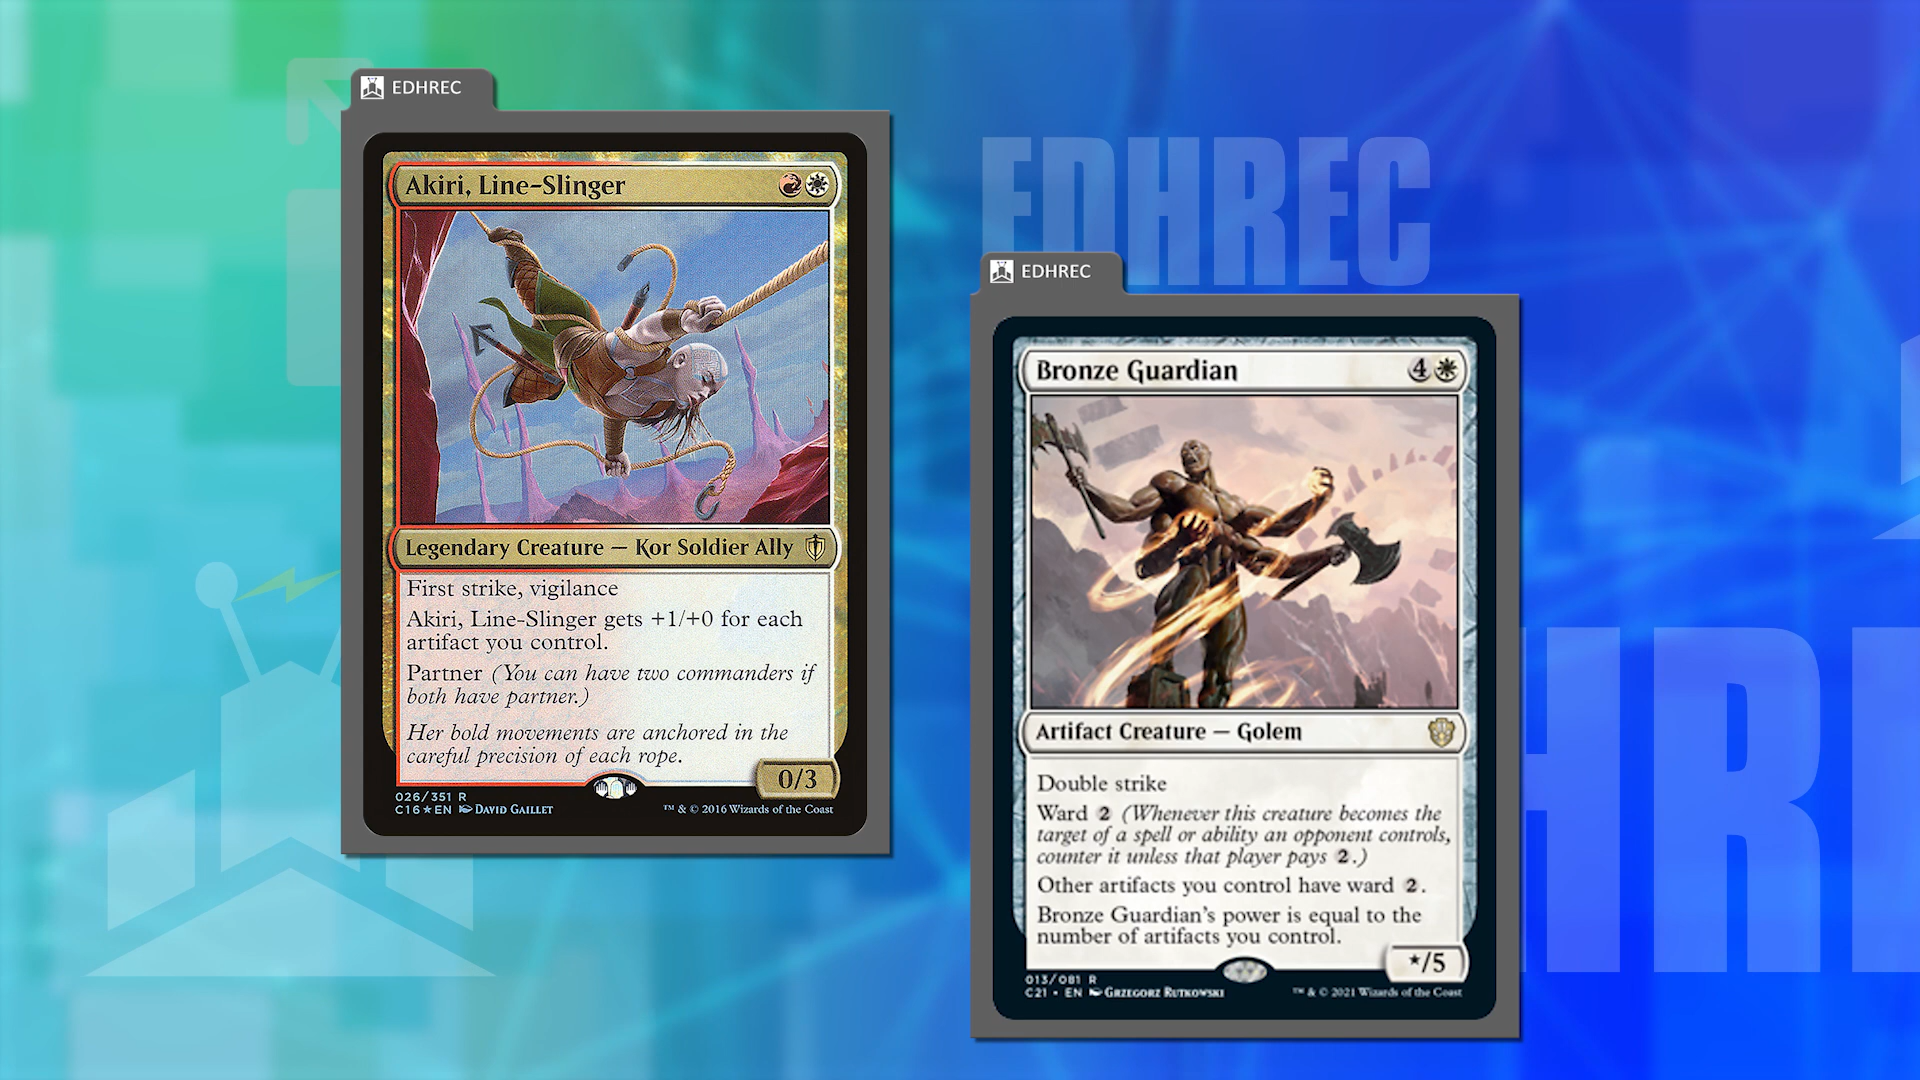 EDHREC
Akiri, Line-Slinger
Legendary Creature — Kor Soldier Ally
First strike, vigilance
Akiri, Line-Slinger gets +1/+0 for each
artifact you control.
Partner (You can have two commanders if
both have partner.)
Her bold movements are anchored in the
careful precision of each rope.
0/3
026/351 R
C16★EN DAVID GAILLET
™ & © 2016 Wizards of the Coast
EDHREC
EDHREC
Bronze Guardian 4
Artifact Creature — Golem
Double strike
Ward 2 (Whenever this creature becomes the
target of a spell or ability an opponent controls,
counter it unless that player pays 2.)
Other artifacts you control have ward 2.
Bronze Guardian's power is equal to the
number of artifacts you control.
★/5
013/081 R
C21 • EN GRZEGORZ RUTKOWSKI
™ & © 2021 Wizards of the Coast
HR